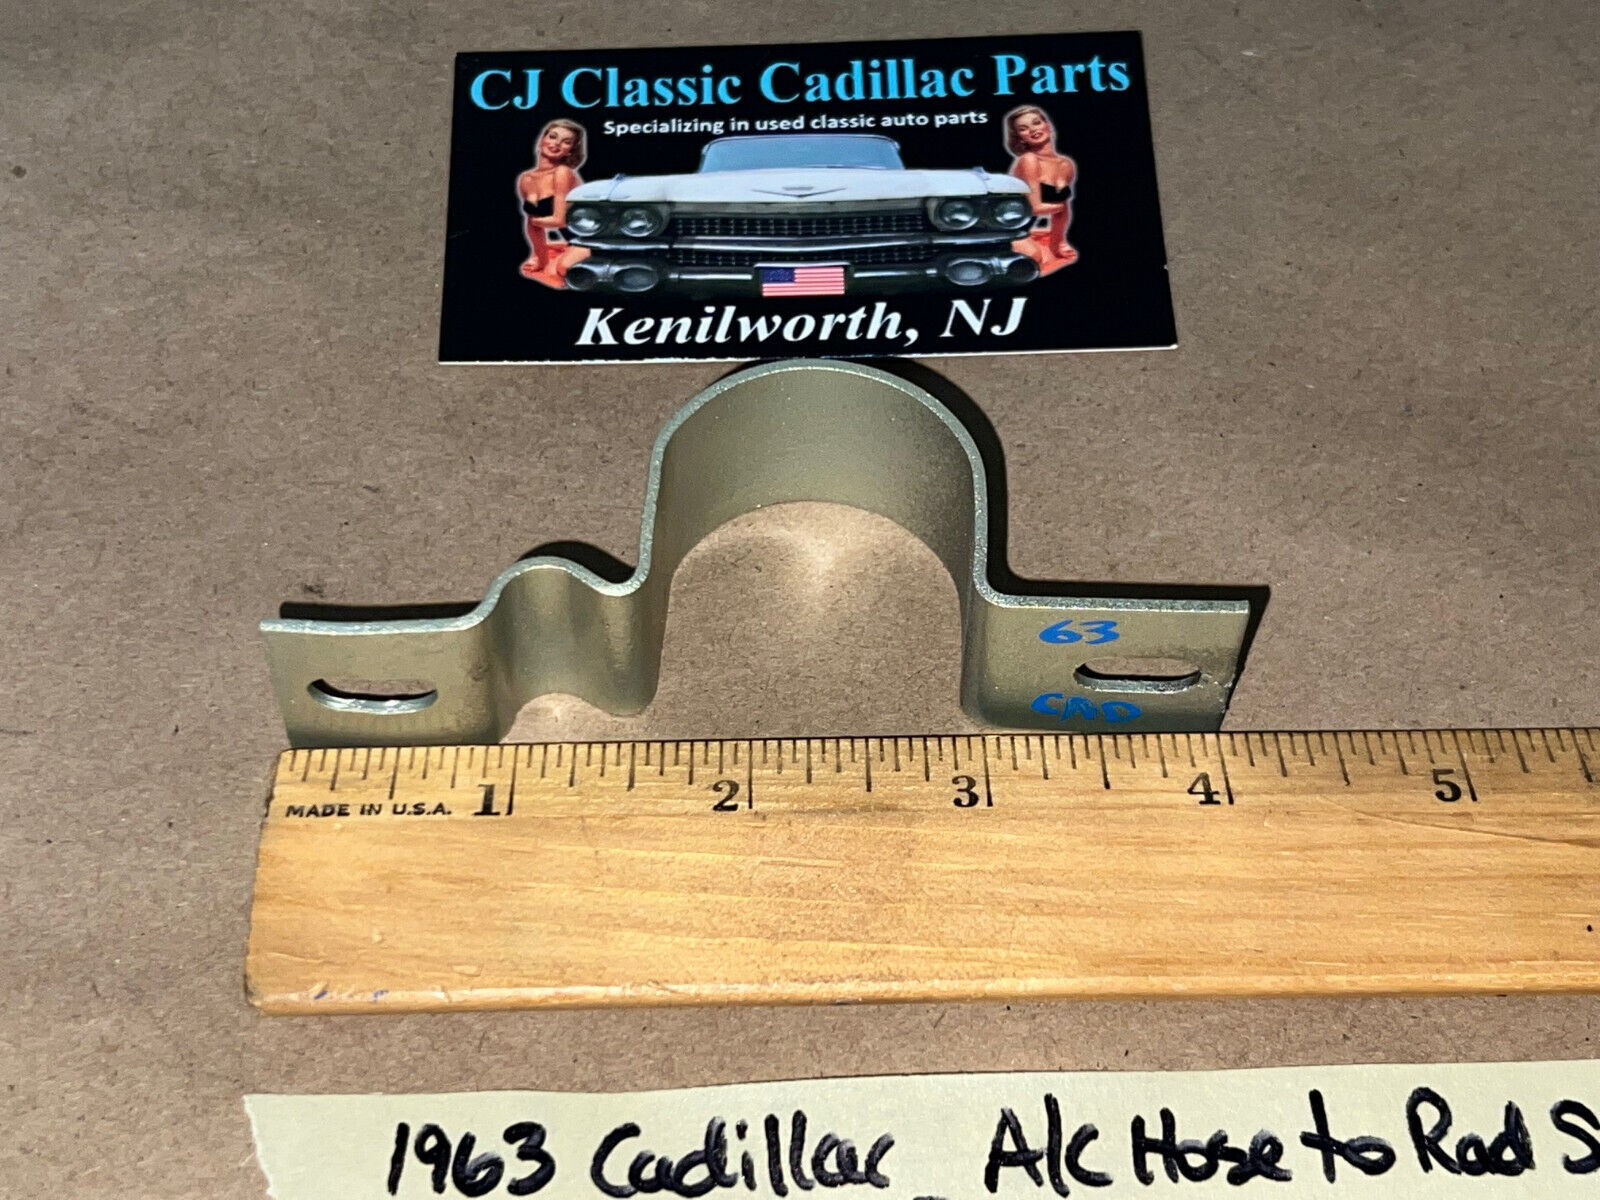 CJ Classic Cadillac Parts
Specializing in used classic auto parts
Kenilworth, NJ
63
CAD
1 2 3 4 5
MADE IN U.S.A.
1963 Cadillac A/C Hose to Rad S